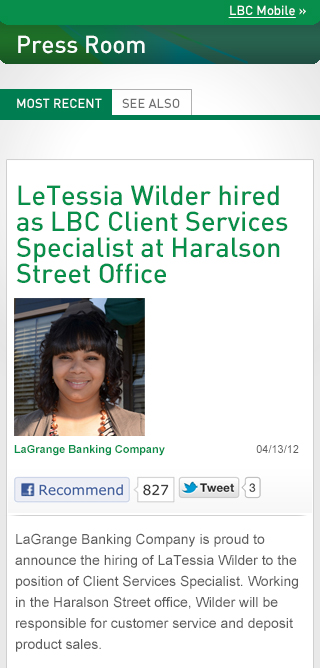 LBC Mobile »
Press Room
MOST RECENT
SEE ALSO
LeTessia Wilder hired
as LBC Client Services
Specialist at Haralson
Street Office
LaGrange Banking Company
04/13/12
Recommend
827
Tweet
3
LaGrange Banking Company is proud to
announce the hiring of LaTessia Wilder to the
position of Client Services Specialist. Working
in the Haralson Street office, Wilder will be
responsible for customer service and deposit
product sales.